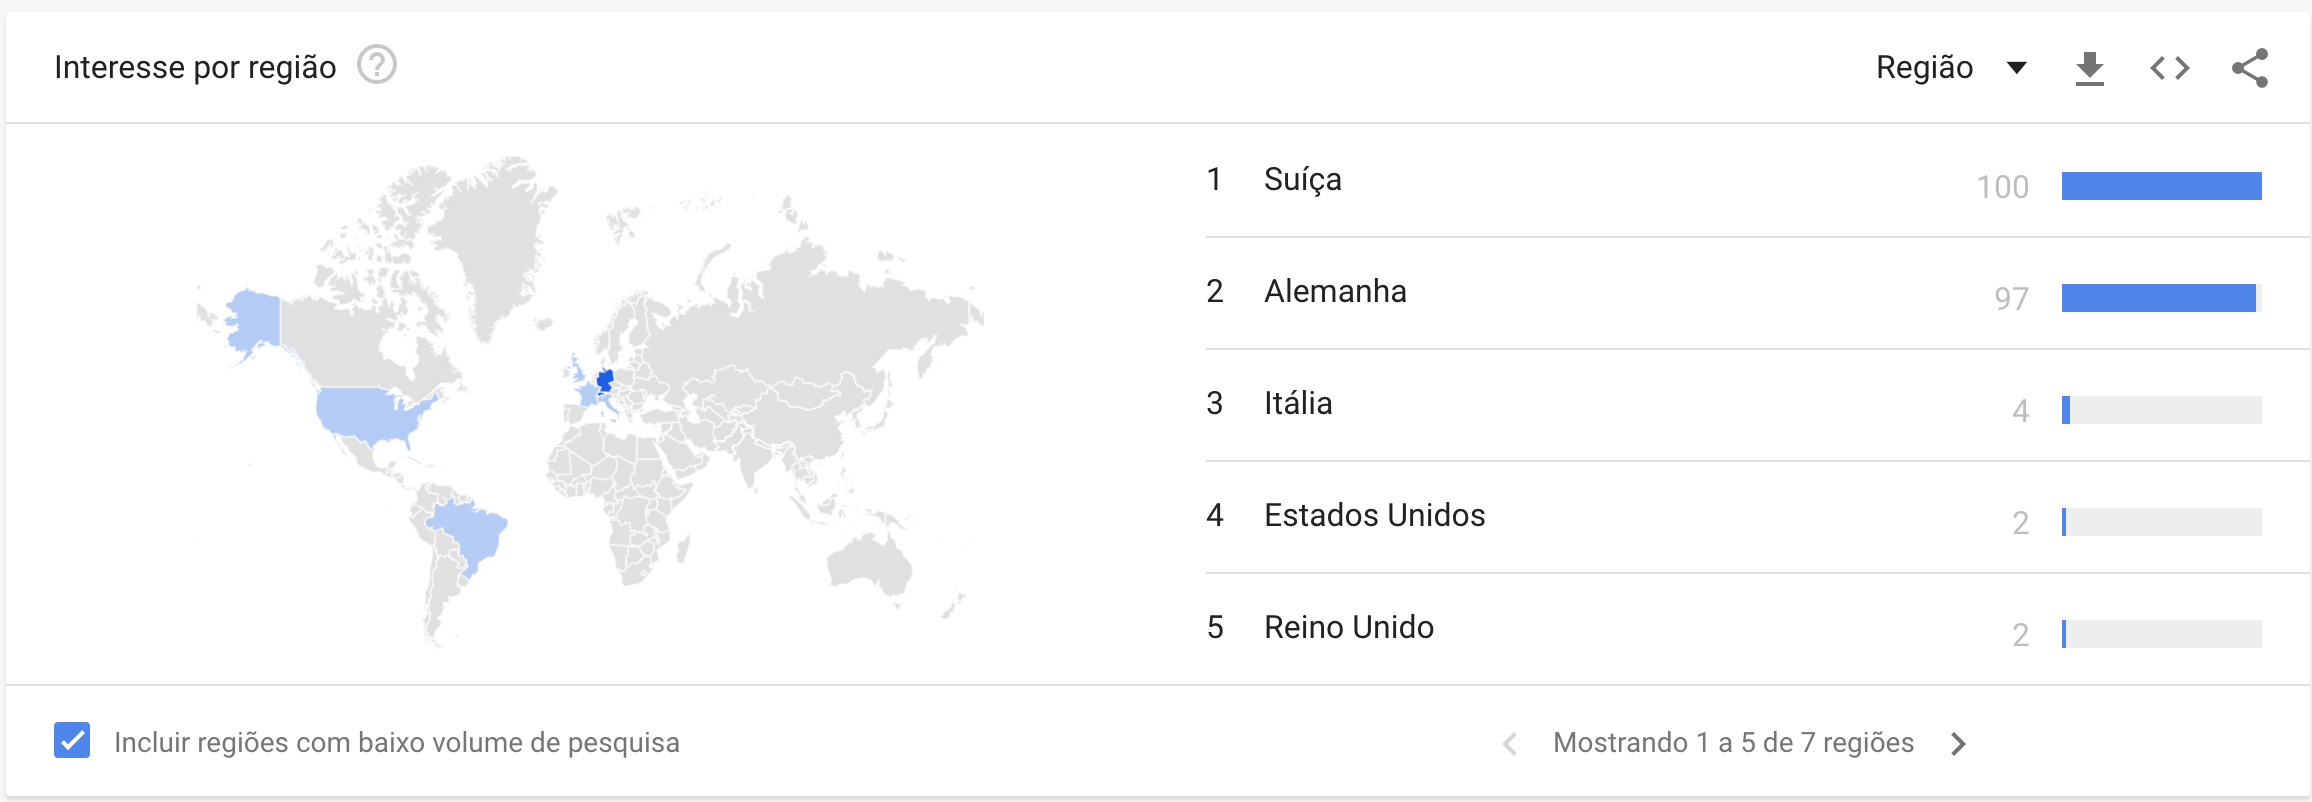 Interesse por região
Região
1 Suíça 100
2 Alemanha 97
3 Itália 4
4 Estados Unidos 2
5 Reino Unido 2
Incluir regiões com baixo volume de pesquisa
Mostrando 1 a 5 de 7 regiões